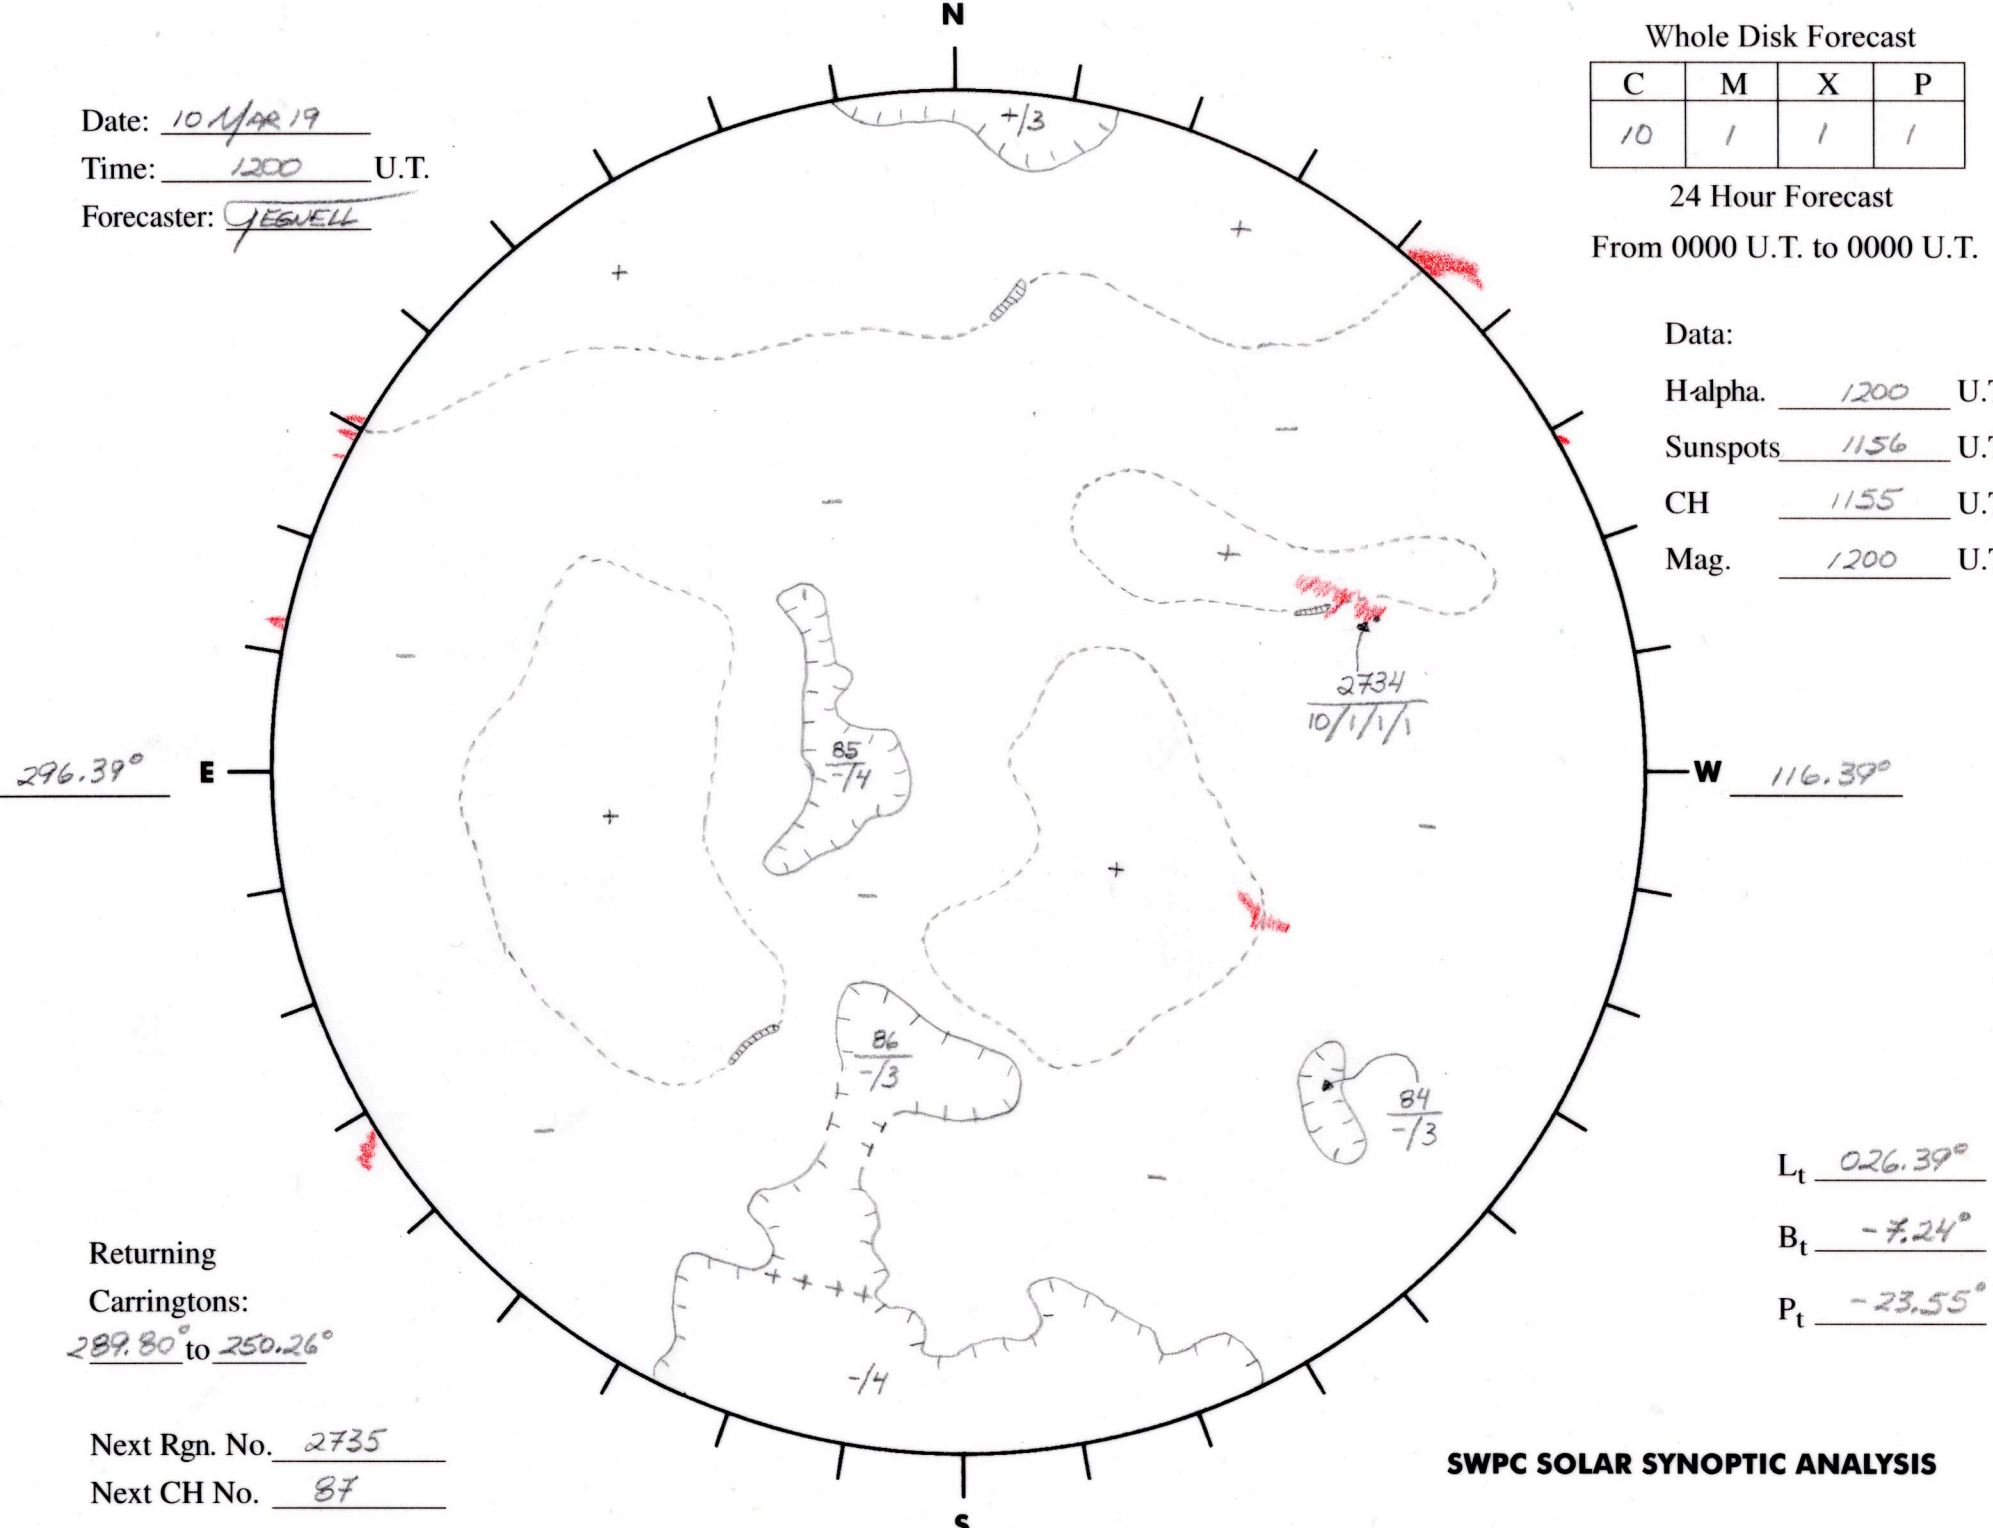 N
Date: 10 MAR 19
Time: 1200 U.T.
Forecaster: YEGNELL
Whole Disk Forecast
C M X P
10 1 1 1
24 Hour Forecast
From 0000 U.T. to 0000 U.T.
Data:
H-alpha. 1200 U.T
Sunspots 1156 U.T
CH 1155 U.T
Mag. 1200 U.T
+/3
+
+
-
-
+
-
2734
10/1/1/1
85
-/4
296.39° E
W 116.39°
+
+
-
-
86
-/3
84
-/3
-
-
-/4
Lt 026.39°
Bt -7.24°
Pt -23.55°
Returning
Carringtons:
289.80° to 250.26°
Next Rgn. No. 2735
Next CH No. 87
SWPC SOLAR SYNOPTIC ANALYSIS
S